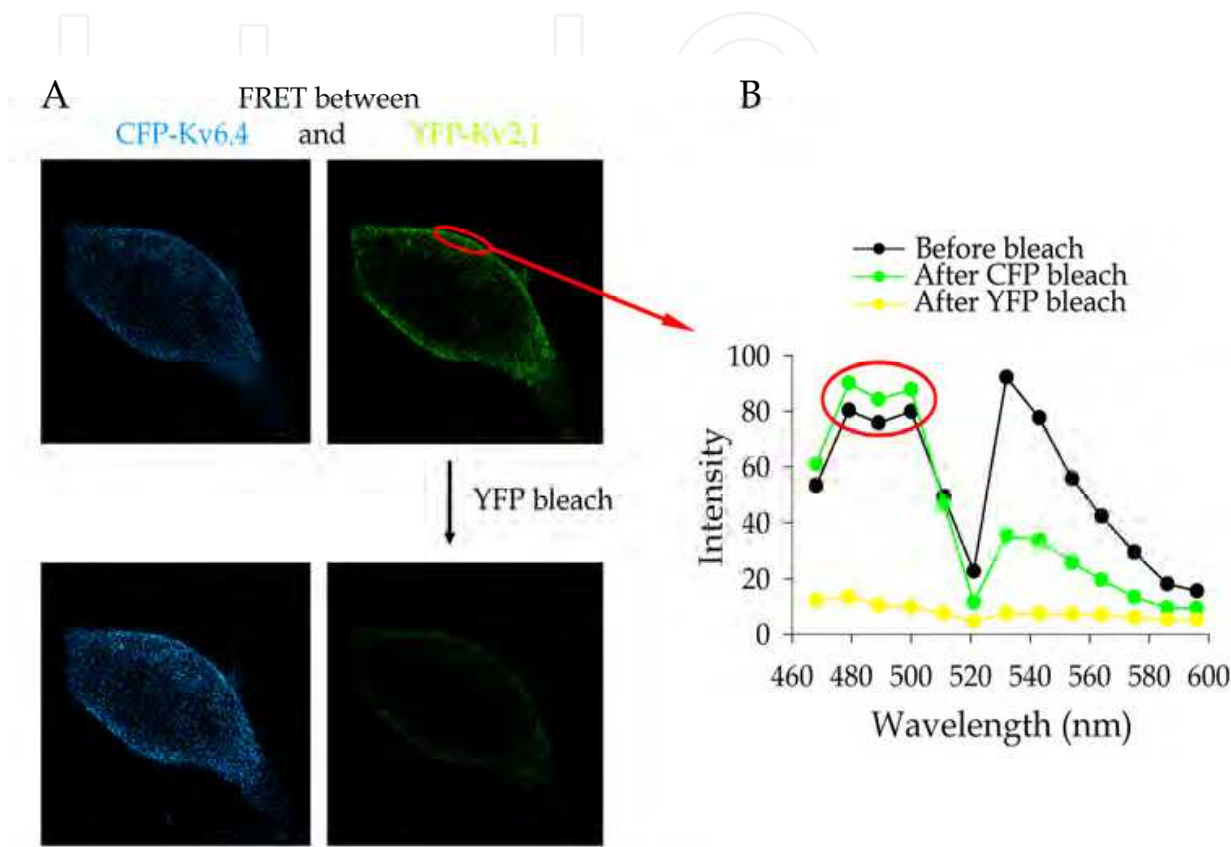 A
FRET between
CFP-Kv6,4 and YFP-Kv2,1
YFP bleach
B
Before bleach
After CFP bleach
After YFP bleach
100
80
60
40
20
0
Intensity
460 480 500 520 540 560 580 600
Wavelength (nm)